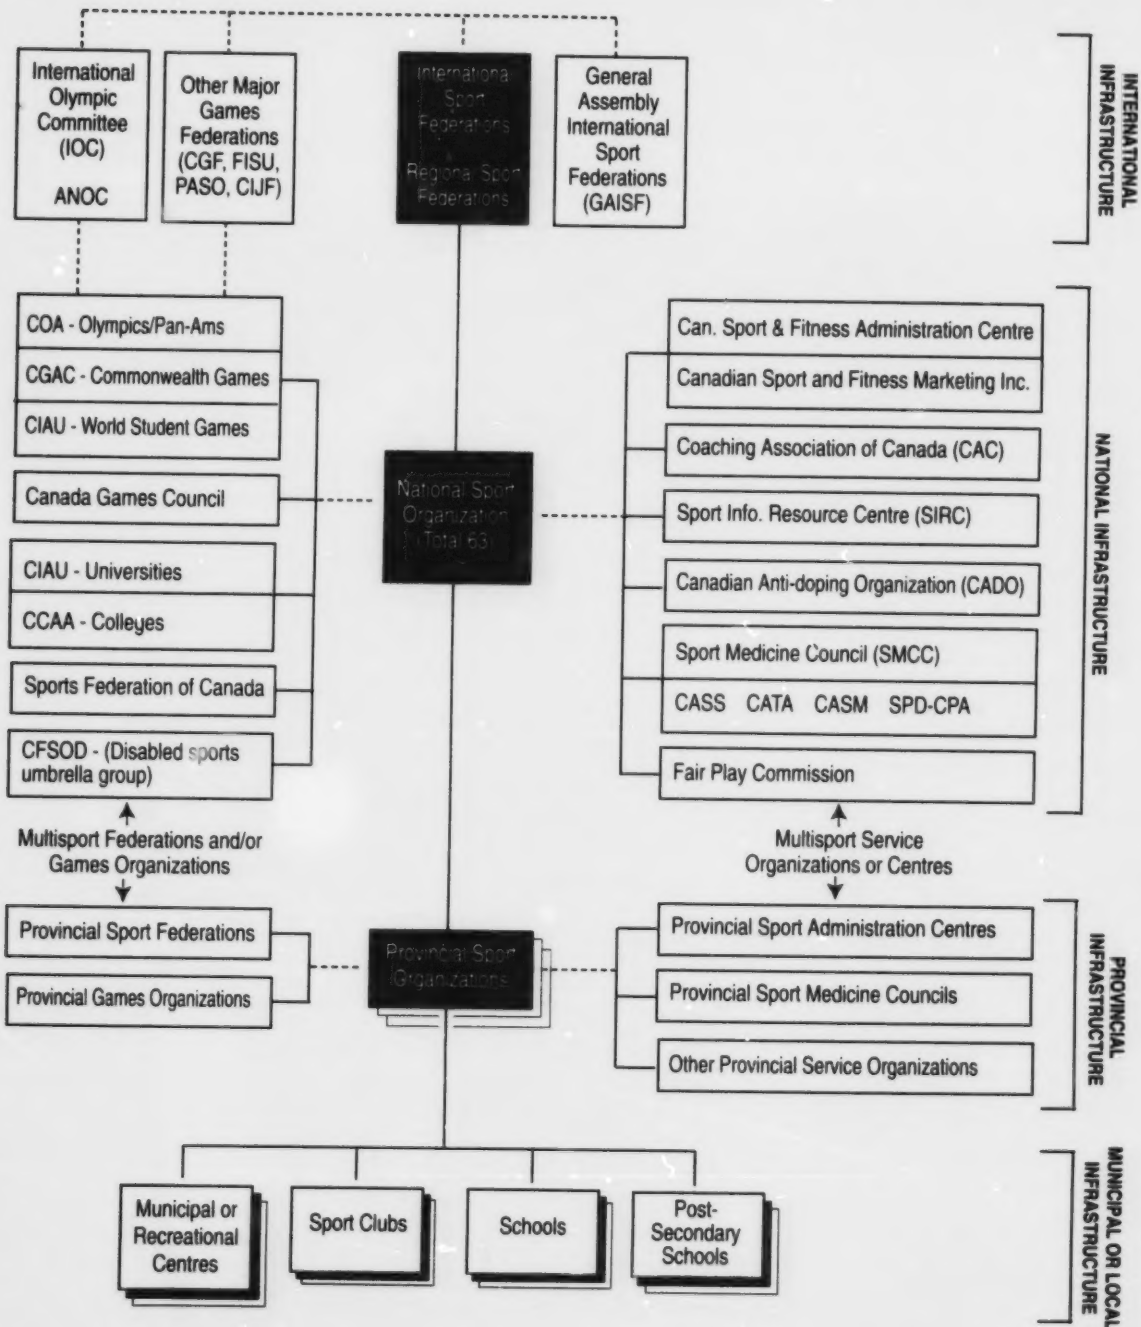 International
Olympic
Committee
(IOC)
ANOC
Other Major
Games
Federations
(CGF, FISU,
PASO, CIJF)
Internationa
Sport
Federations
Regional Sport
Federations
General
Assembly
International
Sport
Federations
(GAISF)
INTERNATIONAL
INFRASTRUCTURE
COA - Olympics/Pan-Ams
CGAC - Commonwealth Games
CIAU - World Student Games
Canada Games Council
CIAU - Universities
CCAA - Colleyes
Sports Federation of Canada
CFSOD - (Disabled sports
umbrella group)
Multisport Federations and/or
Games Organizations
National Sport
Organization
(Total 63)
Can. Sport & Fitness Administration Centre
Canadian Sport and Fitness Marketing Inc.
Coaching Association of Canada (CAC)
Sport Info. Resource Centre (SIRC)
Canadian Anti-doping Organization (CADO)
Sport Medicine Council (SMCC)
CASS CATA CASM SPD-CPA
Fair Play Commission
Multisport Service
Organizations or Centres
NATIONAL INFRASTRUCTURE
Provincial Sport Federations
Provincial Games Organizations
Provincial Sport
Organizations
Provincial Sport Administration Centres
Provincial Sport Medicine Councils
Other Provincial Service Organizations
PROVINCIAL
INFRASTRUCTURE
Municipal or
Recreational
Centres
Sport Clubs
Schools
Post-
Secondary
Schools
MUNICIPAL OR LOCAL
INFRASTRUCTURE